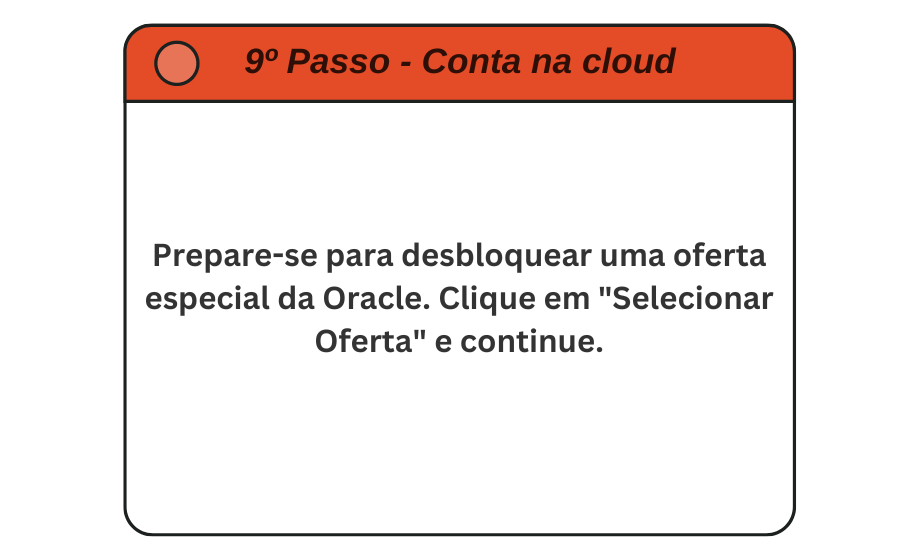 9º Passo - Conta na cloud
Prepare-se para desbloquear uma oferta
especial da Oracle. Clique em "Selecionar
Oferta" e continue.